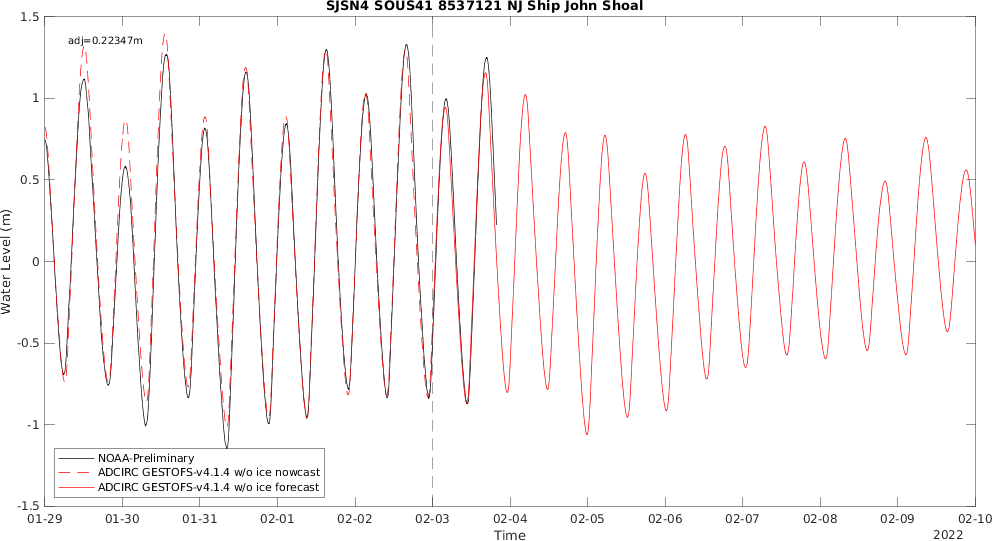 SJSN4 SOUS41 8537121 NJ Ship John Shoal
adj=0.22347m
1.5
1
0.5
0
-0.5
-1
-1.5
Water Level (m)
NOAA-Preliminary
ADCIRC GESTOFS-v4.1.4 w/o ice nowcast
ADCIRC GESTOFS-v4.1.4 w/o ice forecast
01-29 01-30 01-31 02-01 02-02 02-03 02-04 02-05 02-06 02-07 02-08 02-09 02-10
Time
2022